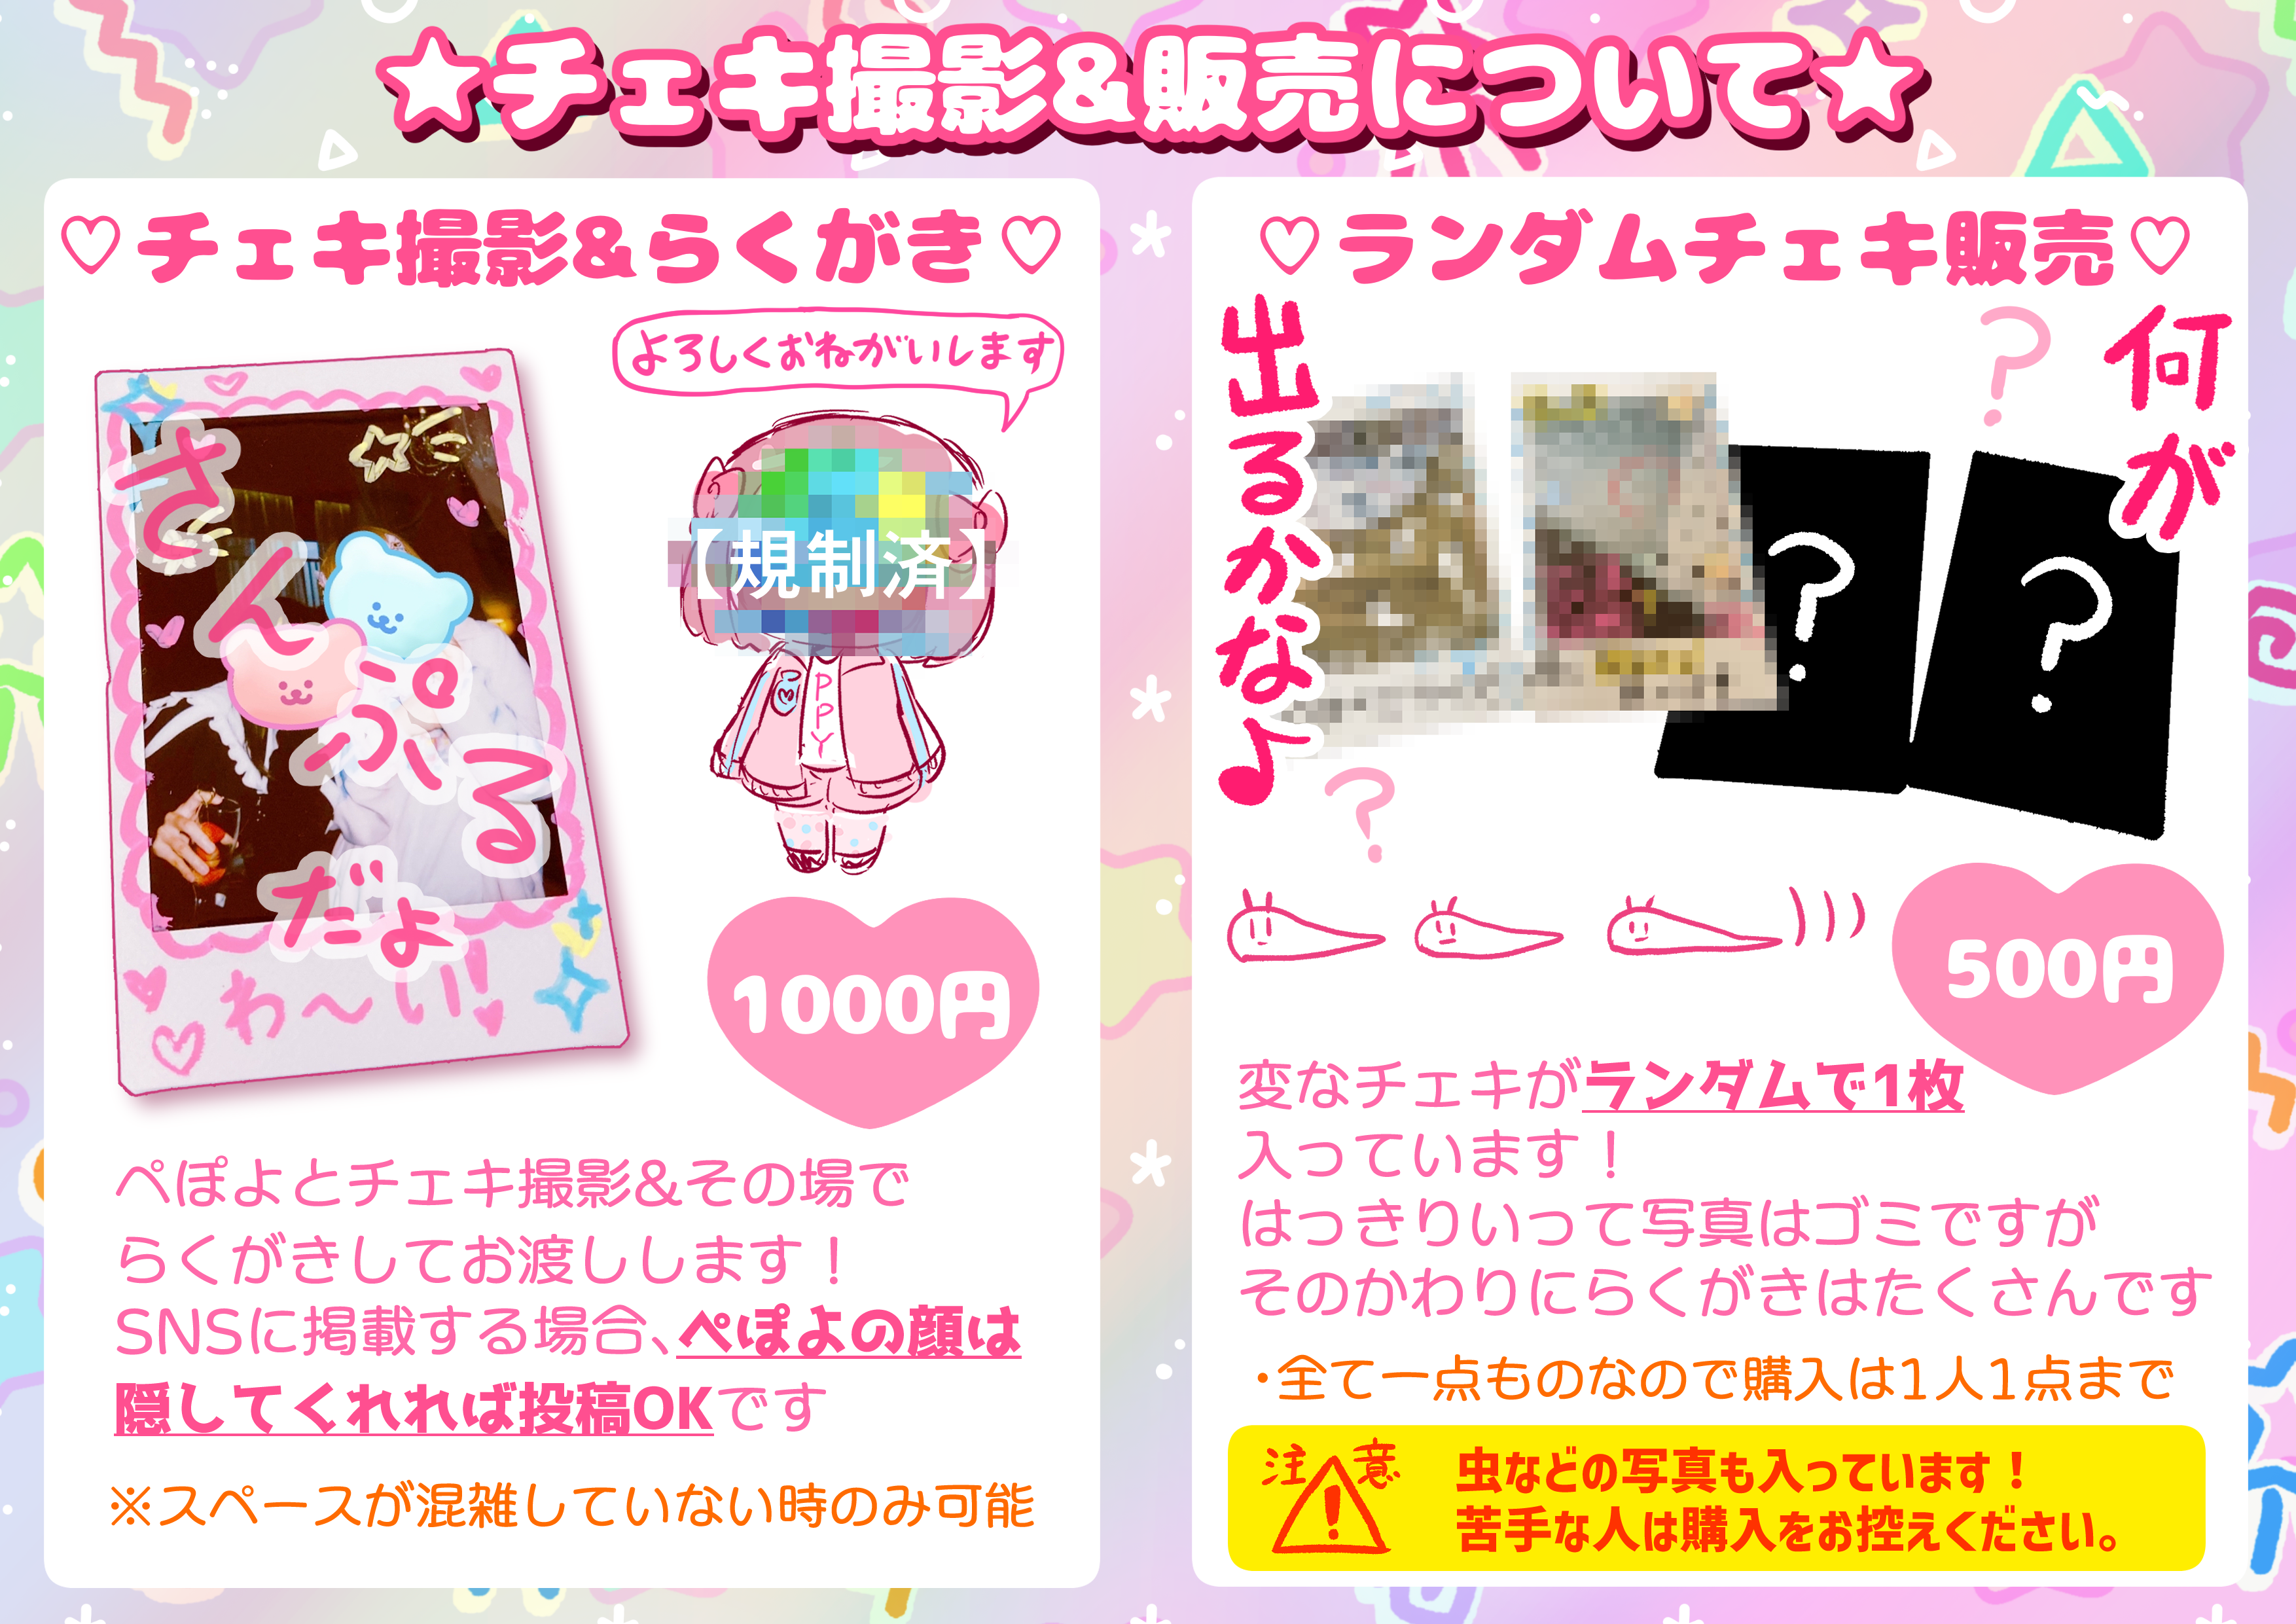 ★チェキ撮影&販売について★
♡チェキ撮影&らくがき♡
よろしくおねがいします
さんぷる
だよ
わ〜い!
【規制済】
PPY
1000円
ぺぽよとチェキ撮影&その場で
らくがきしてお渡しします！
SNSに掲載する場合、ぺぽよの顔は
隠してくれれば投稿OKです
※スペースが混雑していない時のみ可能
♡ランダムチェキ販売♡
何が
出るかな♪
?
?
?
?
500円
変なチェキがランダムで1枚
入っています！
はっきりいって写真はゴミですが
そのかわりにらくがきはたくさんです
・全て一点ものなので購入は1人1点まで
注意
!
虫などの写真も入っています！
苦手な人は購入をお控えください。